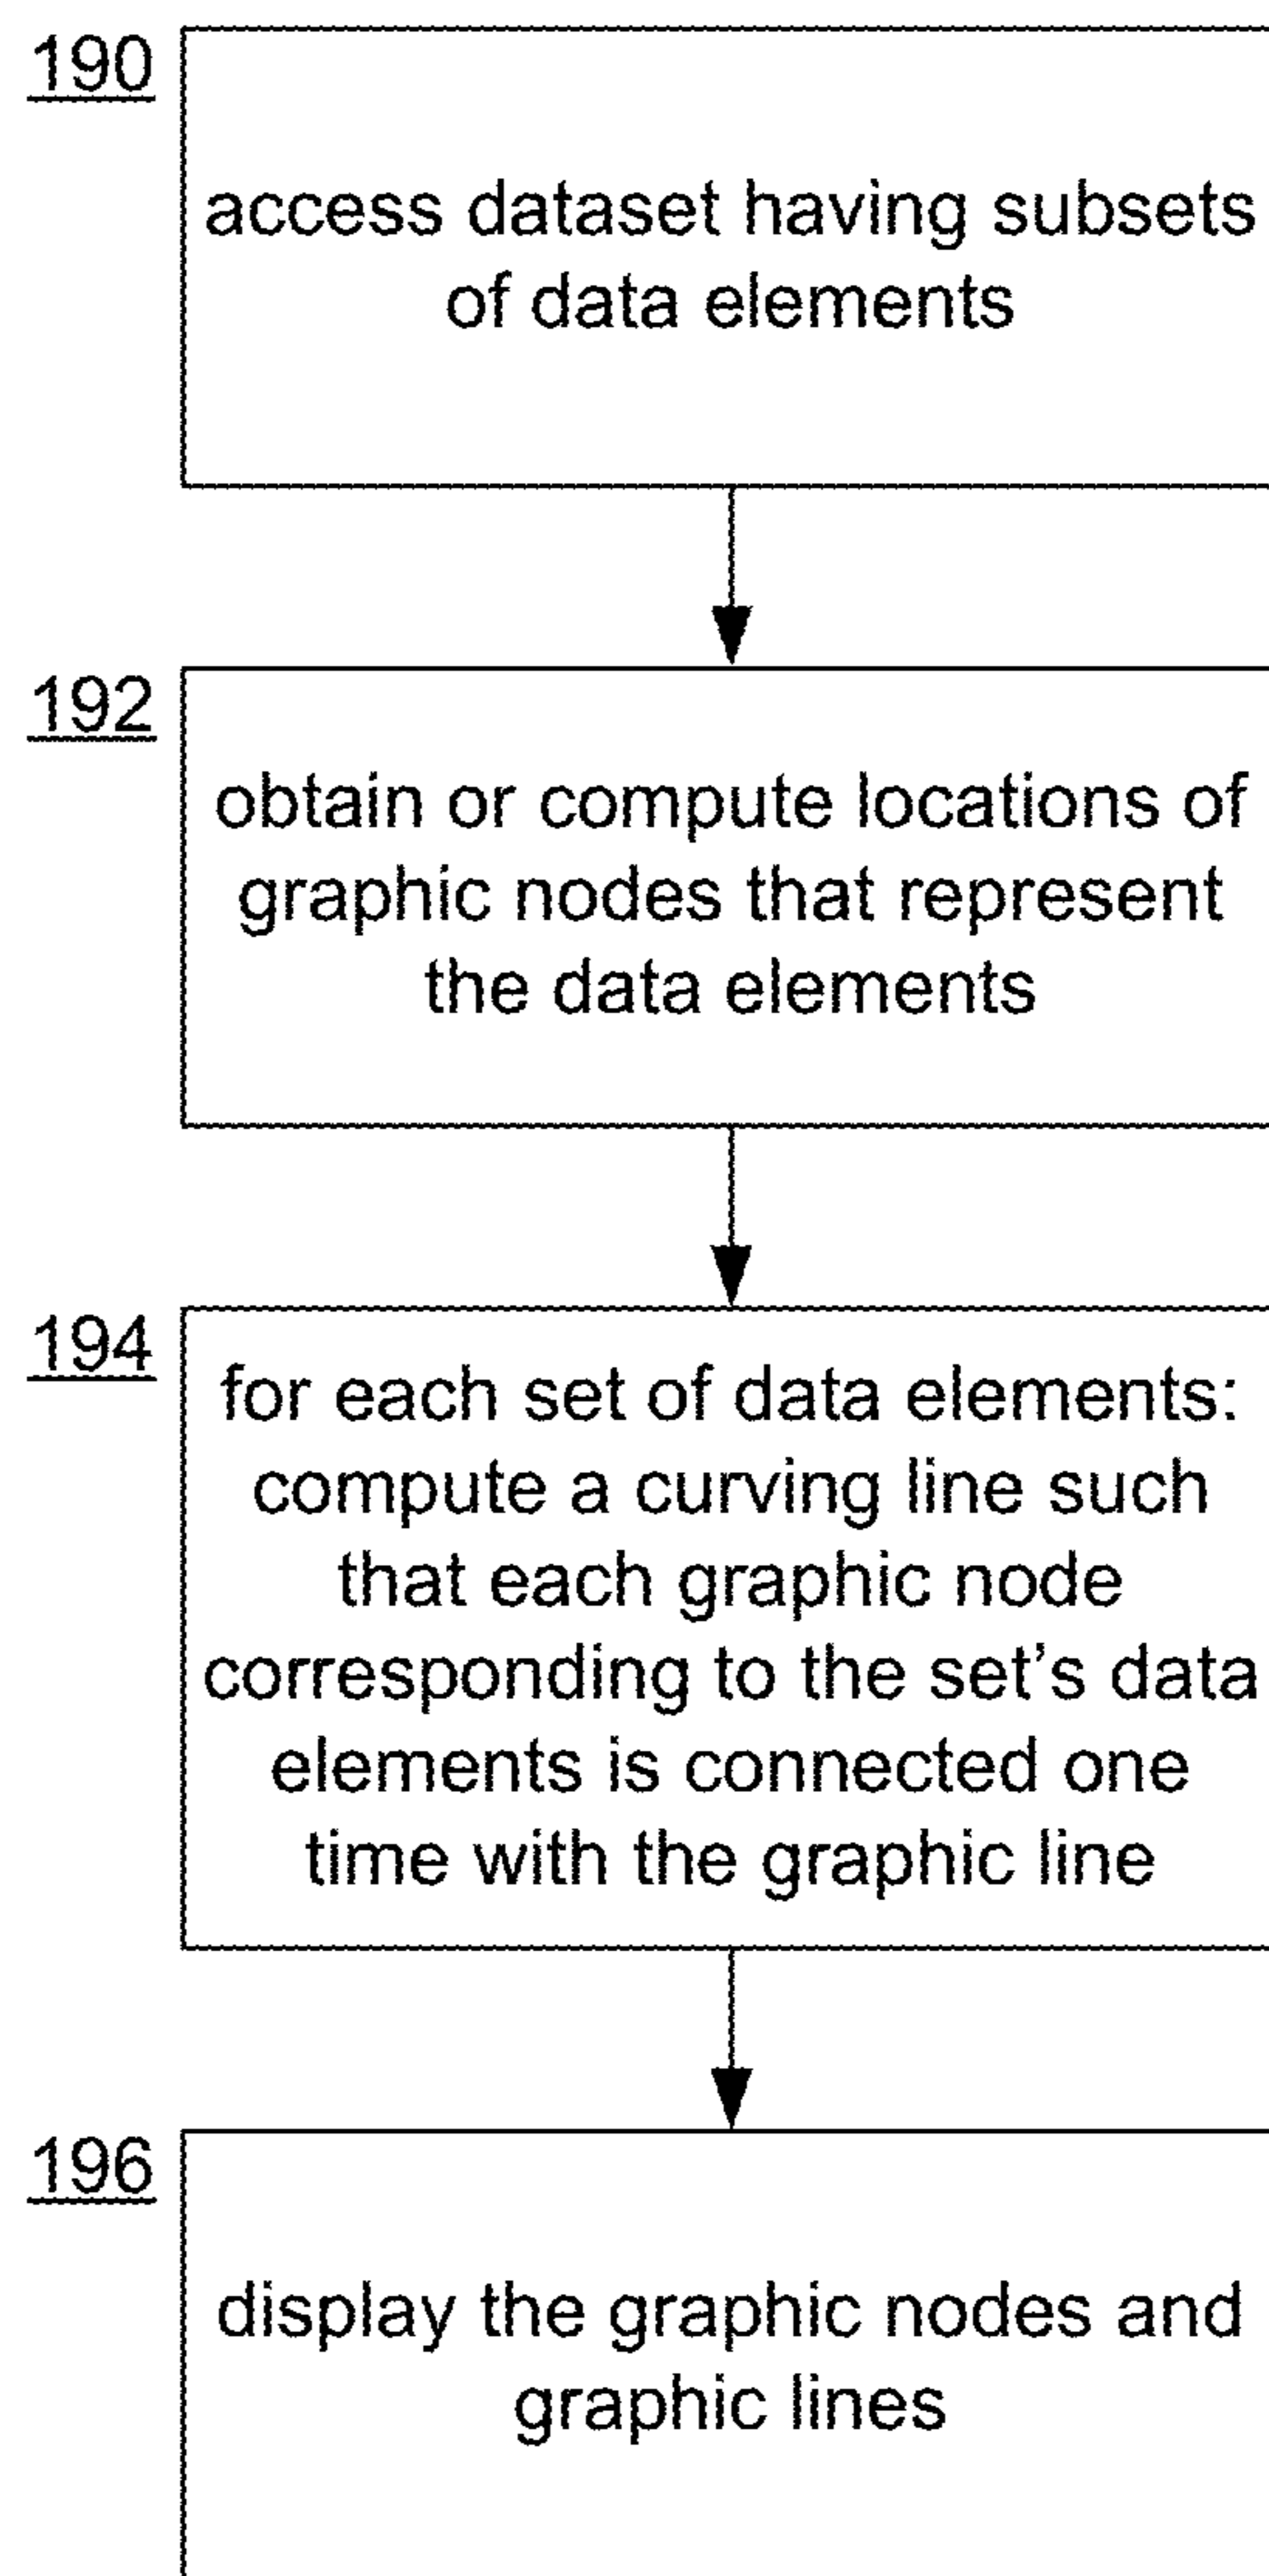 190
access dataset having subsets
of data elements
192
obtain or compute locations of
graphic nodes that represent
the data elements
194
for each set of data elements:
compute a curving line such
that each graphic node
corresponding to the set’s data
elements is connected one
time with the graphic line
196
display the graphic nodes and
graphic lines